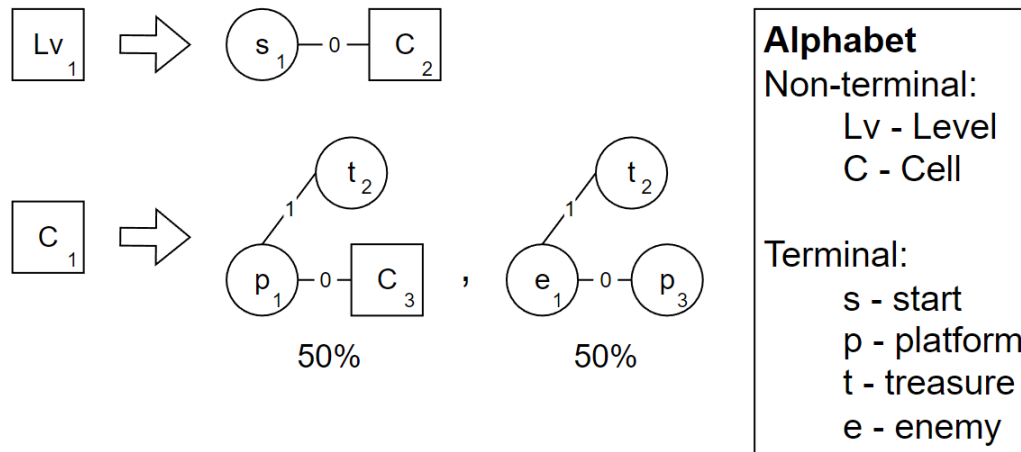 Lv 1
s 1
0
C 2
C 1
t 2
1
p 1
0
C 3
,
t 2
1
e 1
0
p 3
50%
50%
Alphabet
Non-terminal:
Lv - Level
C - Cell
Terminal:
s - start
p - platform
t - treasure
e - enemy